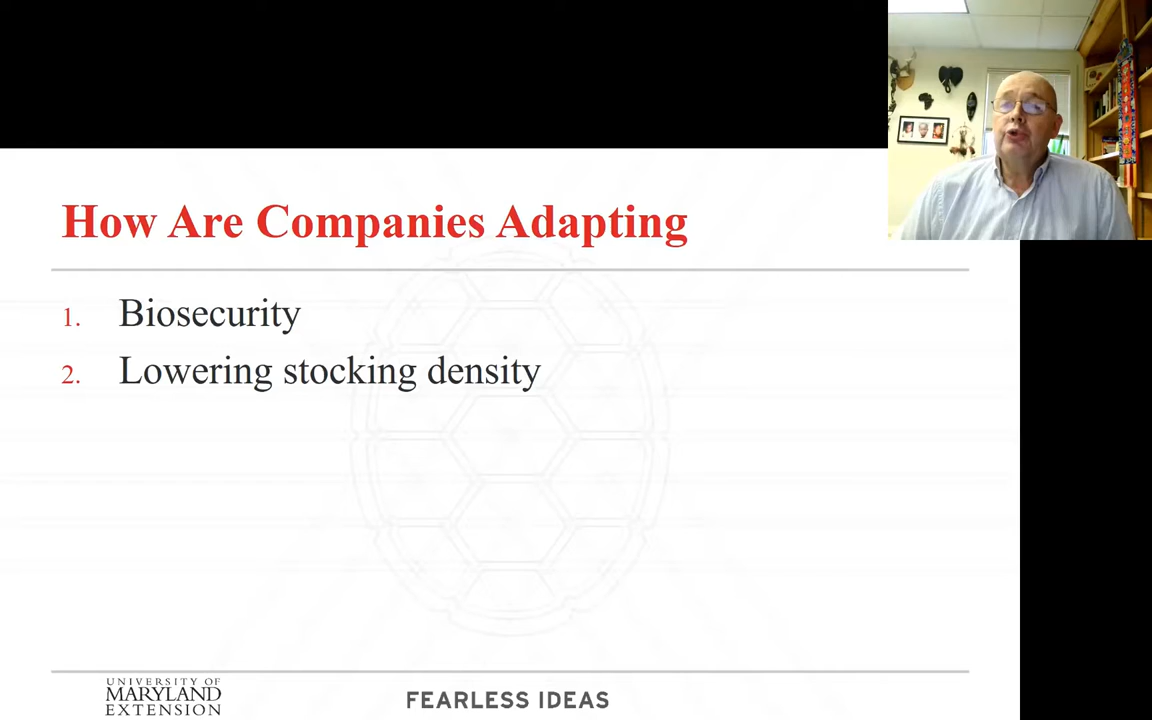 How Are Companies Adapting
1. Biosecurity
2. Lowering stocking density
UNIVERSITY OF
MARYLAND
EXTENSION
FEARLESS IDEAS